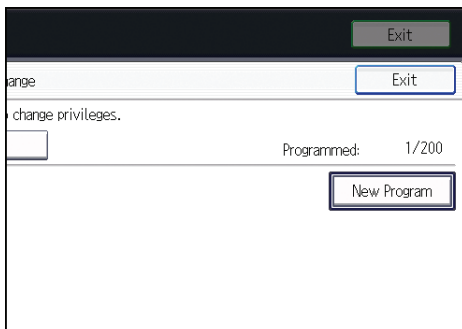 Exit
ange Exit
change privileges.
Programmed: 1/200
New Program